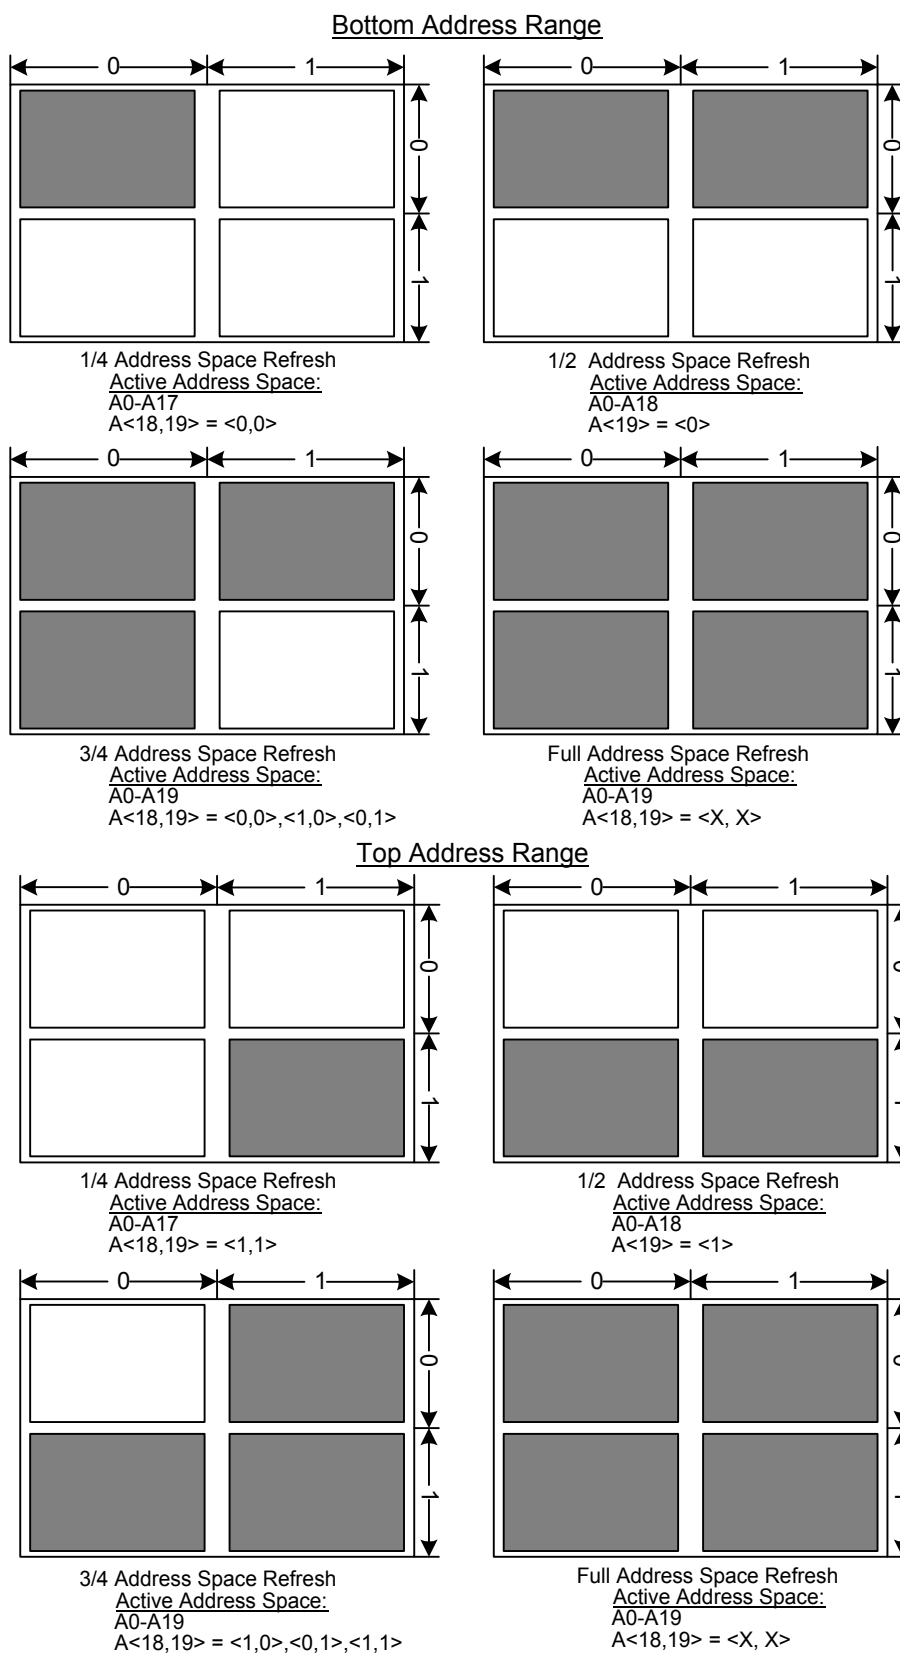 Bottom Address Range
0 1 0 1
0 0
1 1
1/4 Address Space Refresh
Active Address Space:
A0-A17
A<18,19> = <0,0>
1/2 Address Space Refresh
Active Address Space:
A0-A18
A<19> = <0>
0 1 0 1
0 0
1 1
3/4 Address Space Refresh
Active Address Space:
A0-A19
A<18,19> = <0,0>,<1,0>,<0,1>
Full Address Space Refresh
Active Address Space:
A0-A19
A<18,19> = <X, X>
Top Address Range
0 1 0 1
0 0
1 1
1/4 Address Space Refresh
Active Address Space:
A0-A17
A<18,19> = <1,1>
1/2 Address Space Refresh
Active Address Space:
A0-A18
A<19> = <1>
0 1 0 1
0 0
1 1
3/4 Address Space Refresh
Active Address Space:
A0-A19
A<18,19> = <1,0>,<0,1>,<1,1>
Full Address Space Refresh
Active Address Space:
A0-A19
A<18,19> = <X, X>